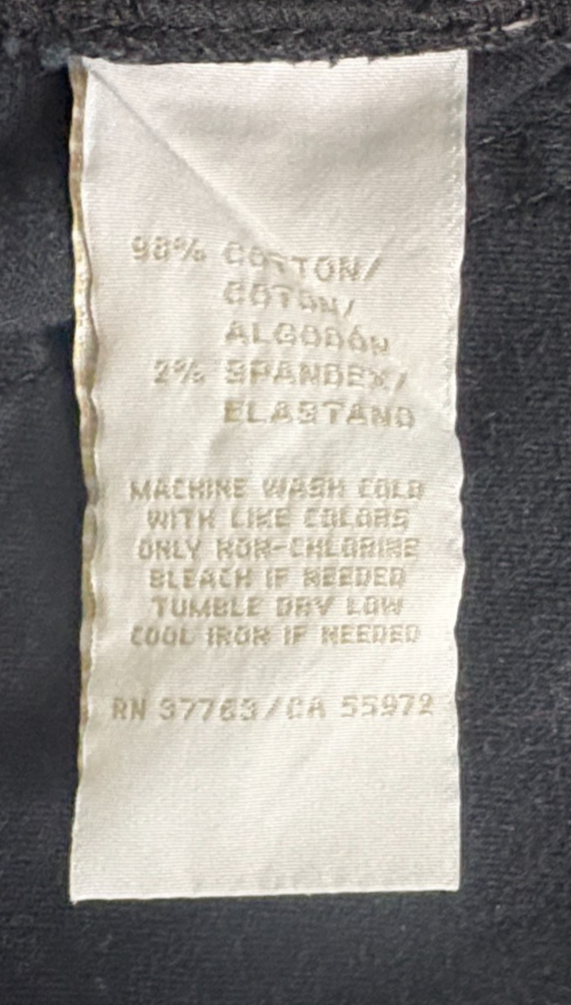 98% COTTON/
COTON/
ALGODÓN
2% SPANDEX/
ELASTANO
MACHINE WASH COLD
WITH LIKE COLORS
ONLY NON-CHLORINE
BLEACH IF NEEDED
TUMBLE DRY LOW
COOL IRON IF NEEDED
RN 37763/CA 55972